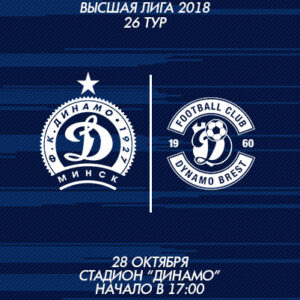 ВЫСШАЯ ЛИГА 2018
26 ТУР
Ф.К. ДИНАМО • 1927
Д
МИНСК
FOOTBALL CLUB
19 60
DYNAMO BREST
28 ОКТЯБРЯ
СТАДИОН "ДИНАМО"
НАЧАЛО В 17:00